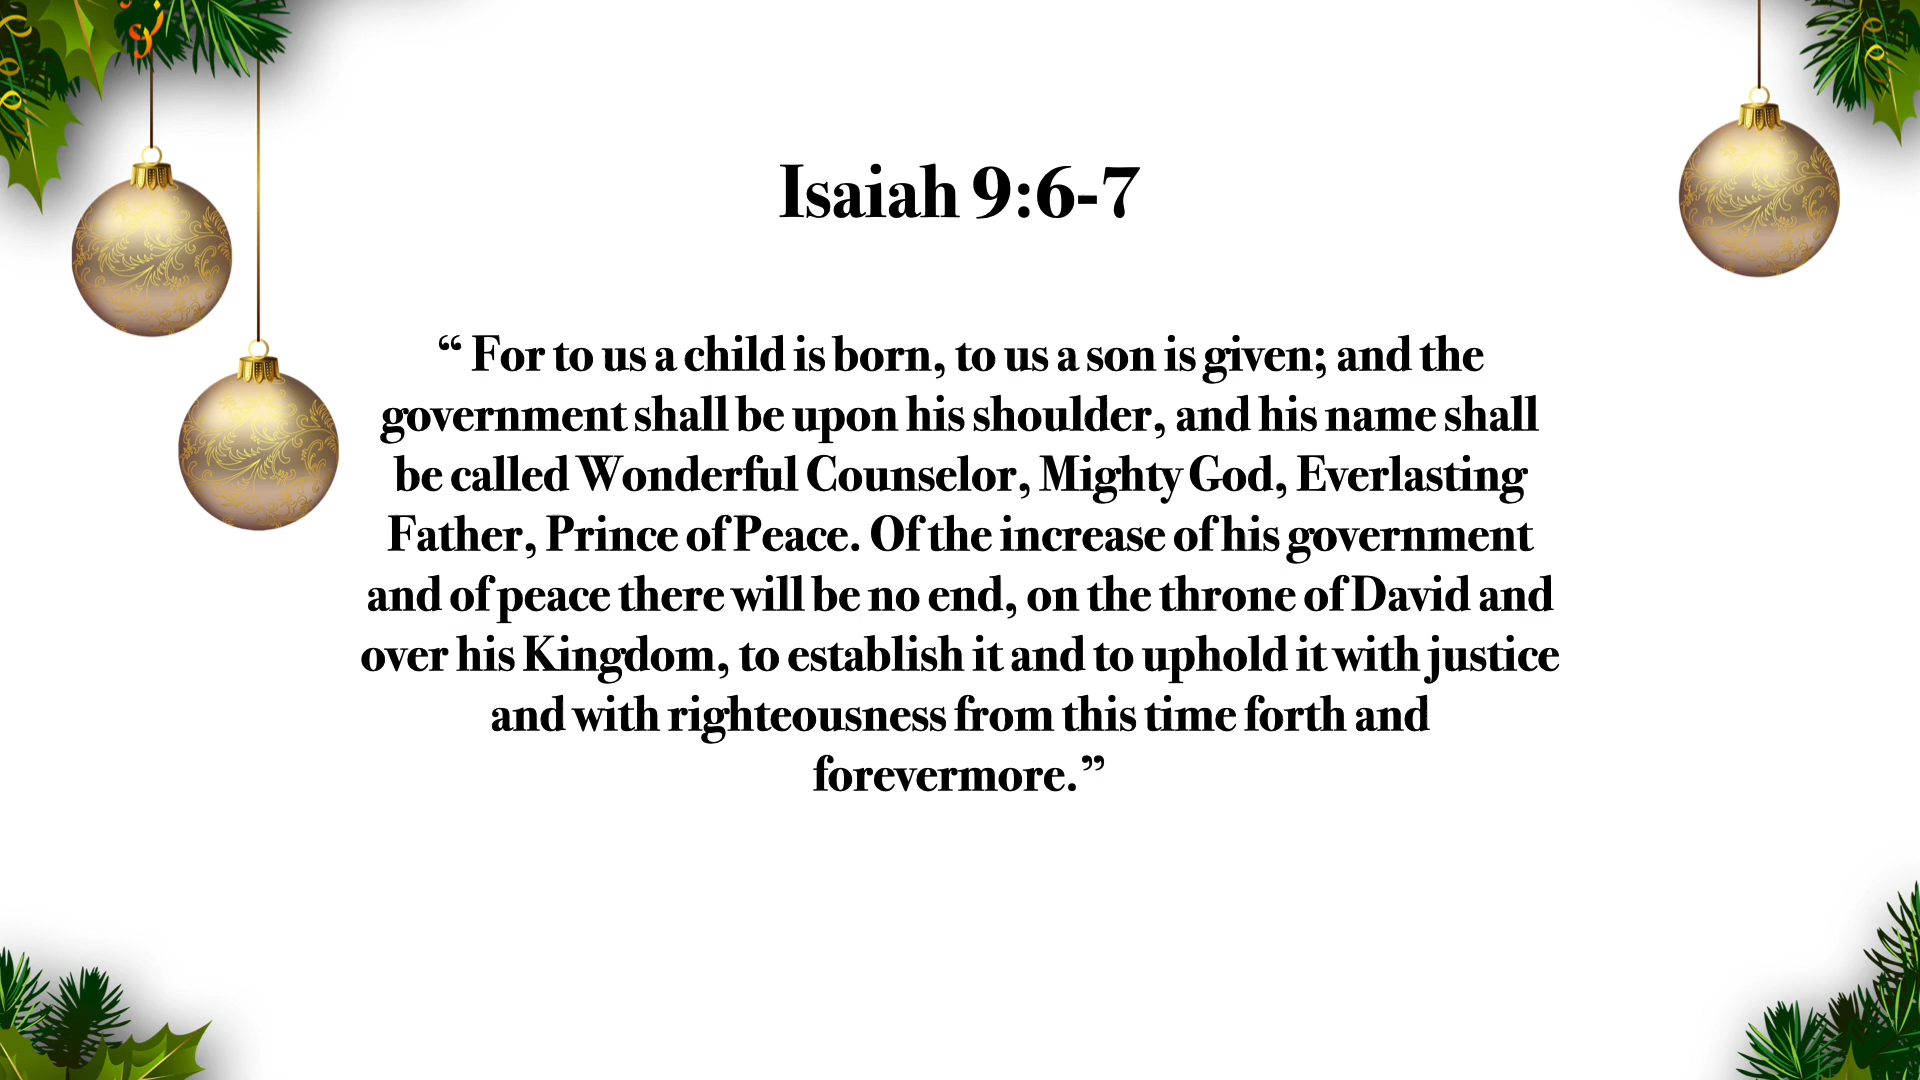 Isaiah 9:6-7
“ For to us a child is born, to us a son is given; and the
government shall be upon his shoulder, and his name shall
be called Wonderful Counselor, Mighty God, Everlasting
Father, Prince of Peace. Of the increase of his government
and of peace there will be no end, on the throne of David and
over his Kingdom, to establish it and to uphold it with justice
and with righteousness from this time forth and
forevermore.”